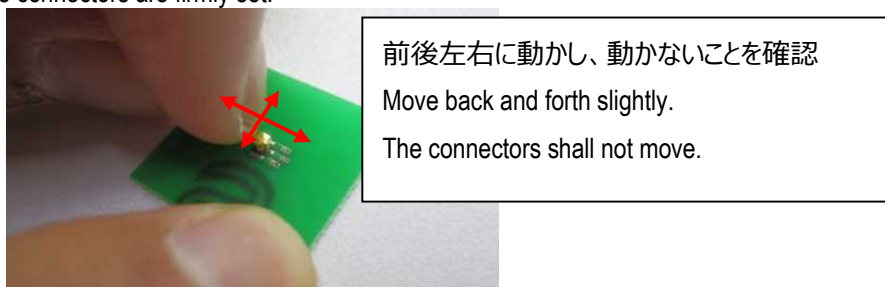 connectors are firmly set.
前後左右に動かし、動かないことを確認
Move back and forth slightly.
The connectors shall not move.